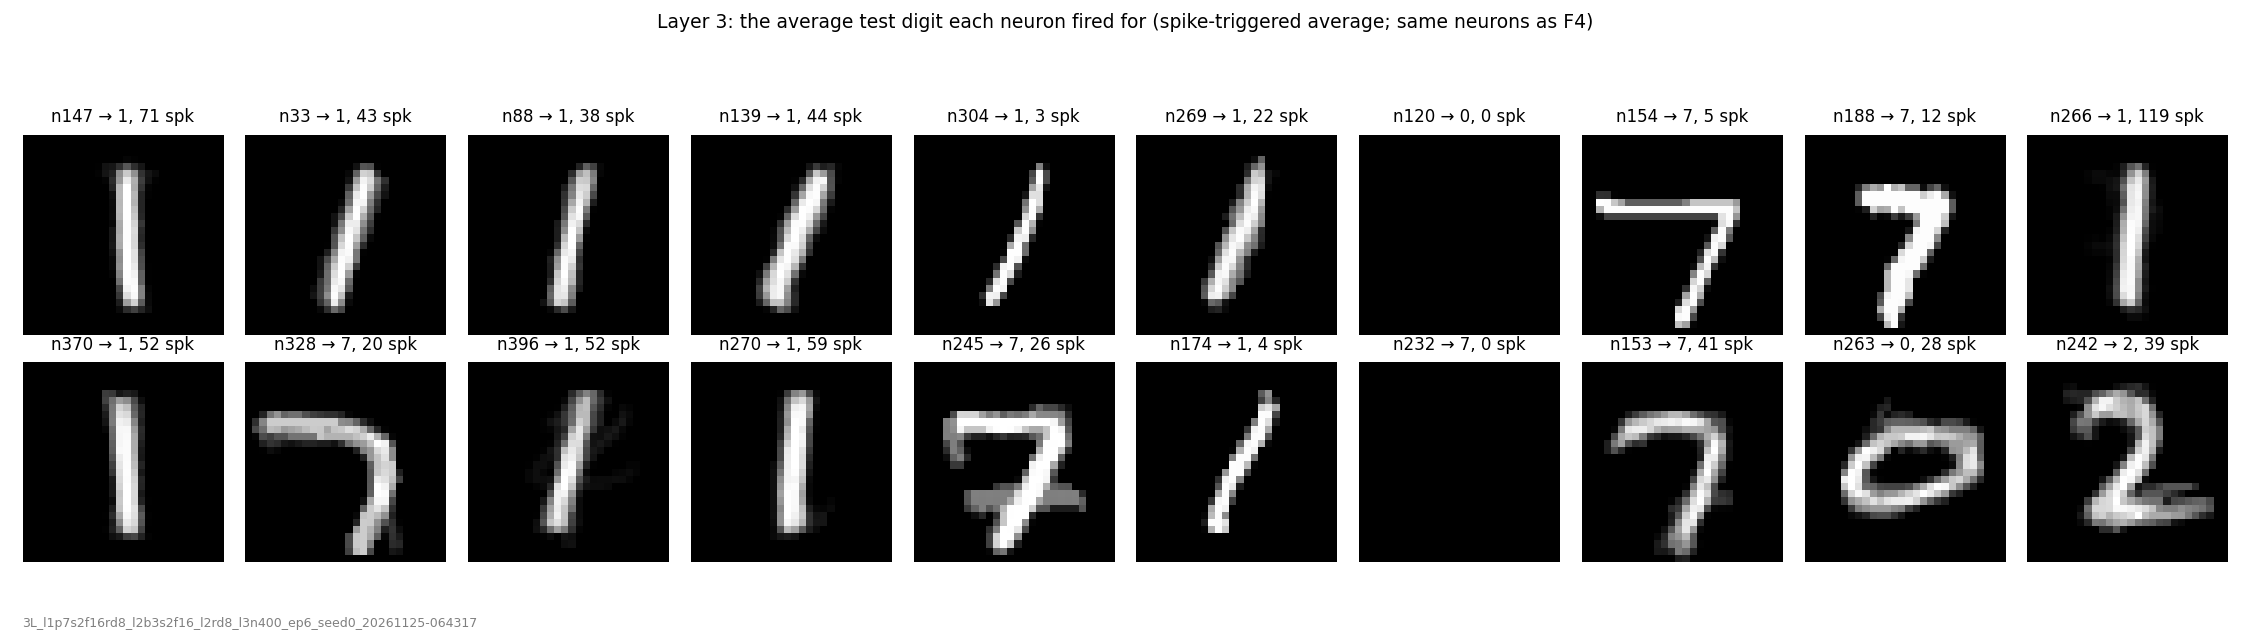 Layer 3: the average test digit each neuron fired for (spike-triggered average; same neurons as F4)
n147 → 1, 71 spk
n33 → 1, 43 spk
n88 → 1, 38 spk
n139 → 1, 44 spk
n304 → 1, 3 spk
n269 → 1, 22 spk
n120 → 0, 0 spk
n154 → 7, 5 spk
n188 → 7, 12 spk
n266 → 1, 119 spk
n370 → 1, 52 spk
n328 → 7, 20 spk
n396 → 1, 52 spk
n270 → 1, 59 spk
n245 → 7, 26 spk
n174 → 1, 4 spk
n232 → 7, 0 spk
n153 → 7, 41 spk
n263 → 0, 28 spk
n242 → 2, 39 spk
3L_l1p7s2f16rd8_l2b3s2f16_l2rd8_l3n400_ep6_seed0_20261125-064317